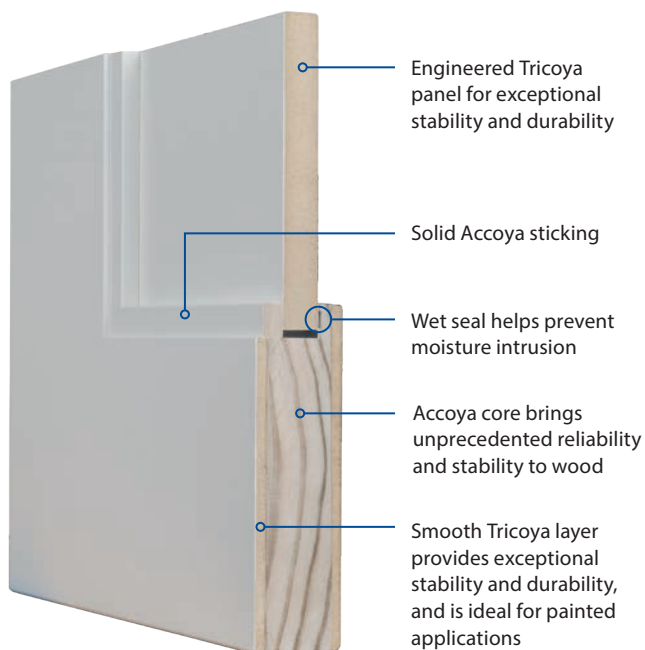 Engineered Tricoya
panel for exceptional
stability and durability
Solid Accoya sticking
Wet seal helps prevent
moisture intrusion
Accoya core brings
unprecedented reliability
and stability to wood
Smooth Tricoya layer
provides exceptional
stability and durability,
and is ideal for painted
applications